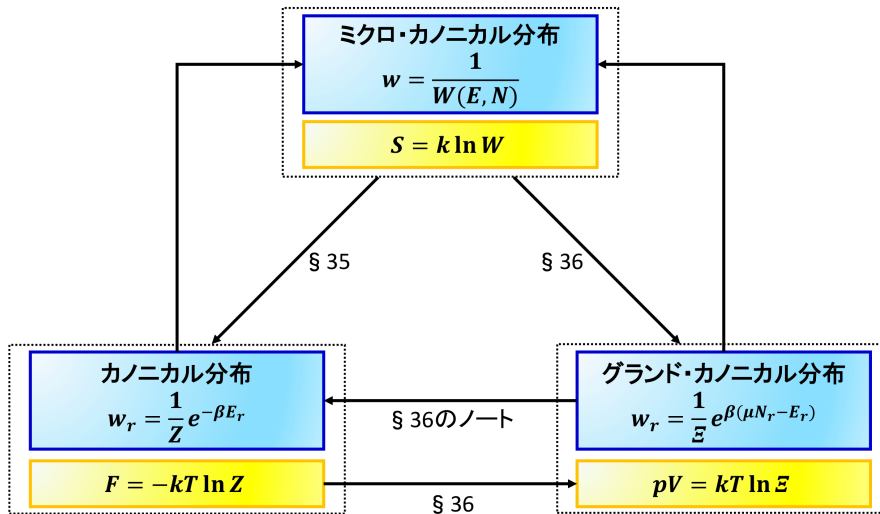 ミクロ・カノニカル分布
w = 1/W(E, N)
S = k ln W
§ 35
§ 36
カノニカル分布
w_r = 1/Z e^{-βE_r}
F = −kT ln Z
§ 36のノート
§ 36
グランド・カノニカル分布
w_r = 1/Ξ e^{β(μN_r−E_r)}
pV = kT ln Ξ